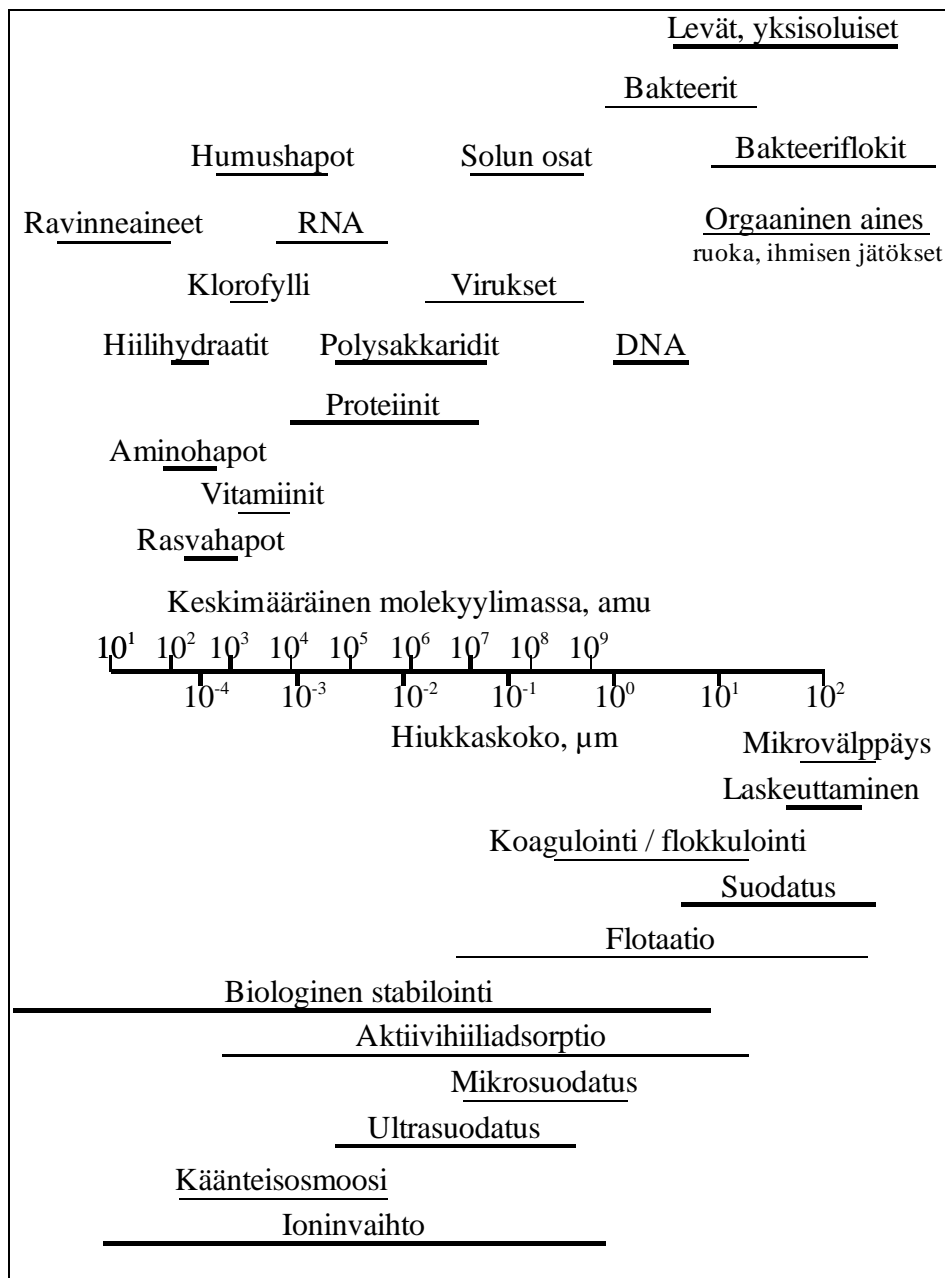 Levät, yksisoluiset
Bakteerit
Humushapot Solun osat Bakteeriflokit
Ravinneaineet RNA Orgaaninen aines
ruoka, ihmisen jätökset
Klorofylli Virukset
Hiilihydraatit Polysakkaridit DNA
Proteiinit
Aminohapot
Vitamiinit
Rasvahapot
Keskimääräinen molekyylimassa, amu
10¹ 10² 10³ 10⁴ 10⁵ 10⁶ 10⁷ 10⁸ 10⁹
10⁻⁴ 10⁻³ 10⁻² 10⁻¹ 10⁰ 10¹ 10²
Hiukkaskoko, µm
Mikrovälppäys
Laskeuttaminen
Koagulointi / flokkulointi
Suodatus
Flotaatio
Biologinen stabilointi
Aktiivihiiliadsorptio
Mikrosuodatus
Ultrasuodatus
Käänteisosmoosi
Ioninvaihto